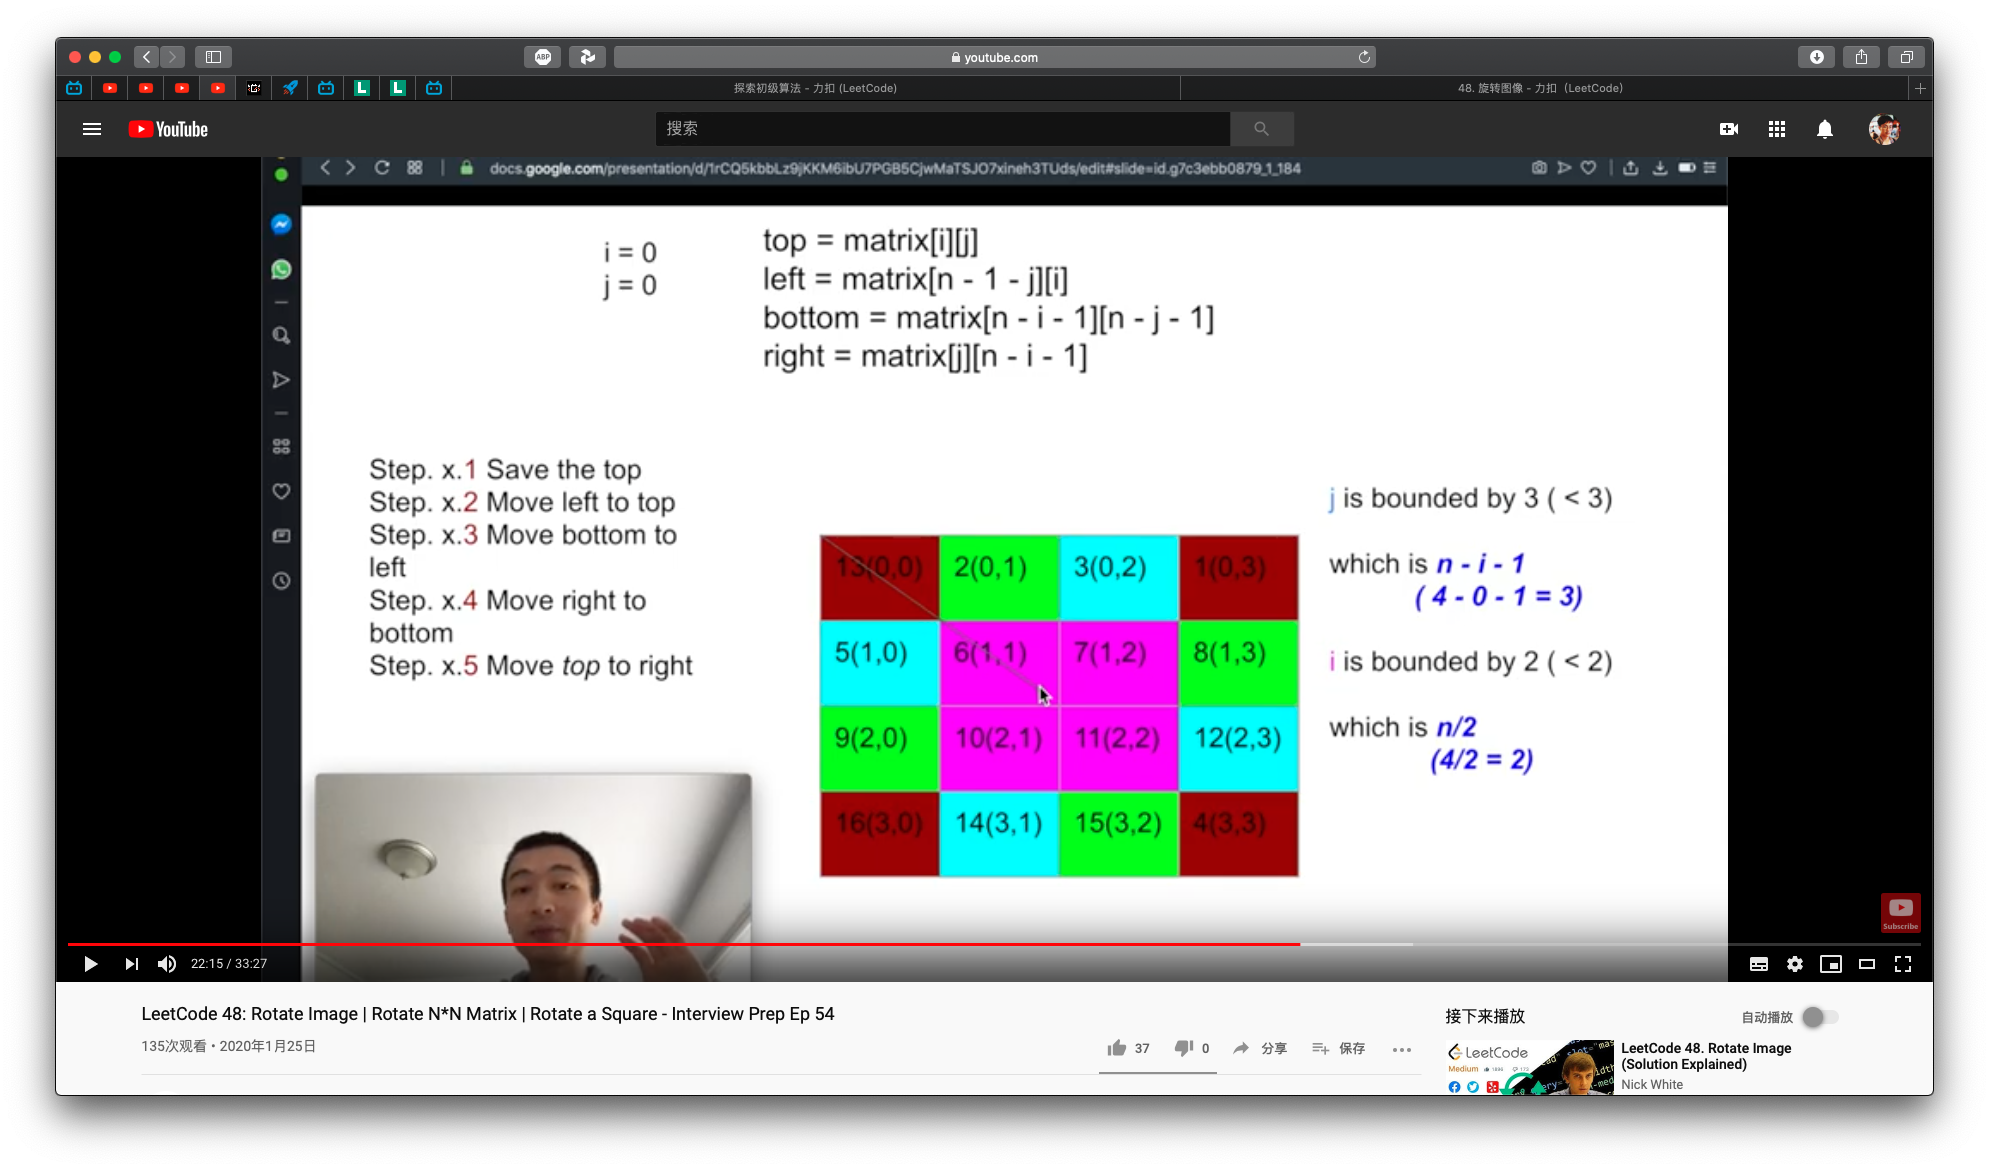 youtube.com
探索初级算法 - 力扣 (LeetCode)
48. 旋转图像 - 力扣 (LeetCode)
YouTube
搜索
docs.google.com/presentation/d/1rCQ5kbbLz9jKKM6ibU7PGB5CjwMaTSJO7xineh3TUds/edit#slide=id.g7c3ebb0879_1_184
i = 0
j = 0
top = matrix[i][j]
left = matrix[n - 1 - j][i]
bottom = matrix[n - i - 1][n - j - 1]
right = matrix[j][n - i - 1]
Step. x.1 Save the top
Step. x.2 Move left to top
Step. x.3 Move bottom to
left
Step. x.4 Move right to
bottom
Step. x.5 Move top to right
13(0,0) 2(0,1) 3(0,2) 1(0,3)
5(1,0) 6(1,1) 7(1,2) 8(1,3)
9(2,0) 10(2,1) 11(2,2) 12(2,3)
16(3,0) 14(3,1) 15(3,2) 4(3,3)
j is bounded by 3 ( < 3)
which is n - i - 1
( 4 - 0 - 1 = 3)
i is bounded by 2 ( < 2)
which is n/2
(4/2 = 2)
Subscribe
22:15 / 33:27
LeetCode 48: Rotate Image | Rotate N*N Matrix | Rotate a Square - Interview Prep Ep 54
135次观看 • 2020年1月25日
37
0
分享
保存
接下来播放
自动播放
LeetCode
Medium
LeetCode 48. Rotate Image
(Solution Explained)
Nick White